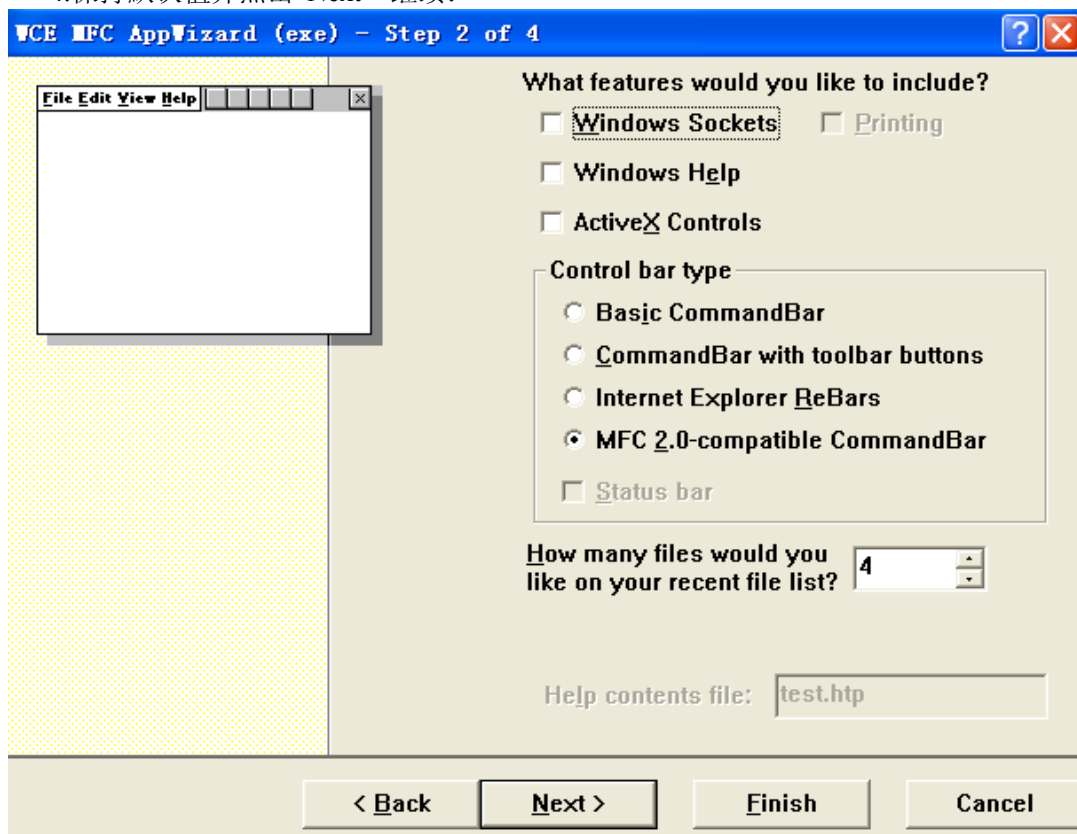 WCE MFC AppWizard (exe) - Step 2 of 4
File Edit View Help
What features would you like to include?
Windows Sockets
Printing
Windows Help
ActiveX Controls
Control bar type
Basic CommandBar
CommandBar with toolbar buttons
Internet Explorer ReBars
MFC 2.0-compatible CommandBar
Status bar
How many files would you
like on your recent file list?
4
Help contents file:
test.htp
< Back
Next >
Finish
Cancel